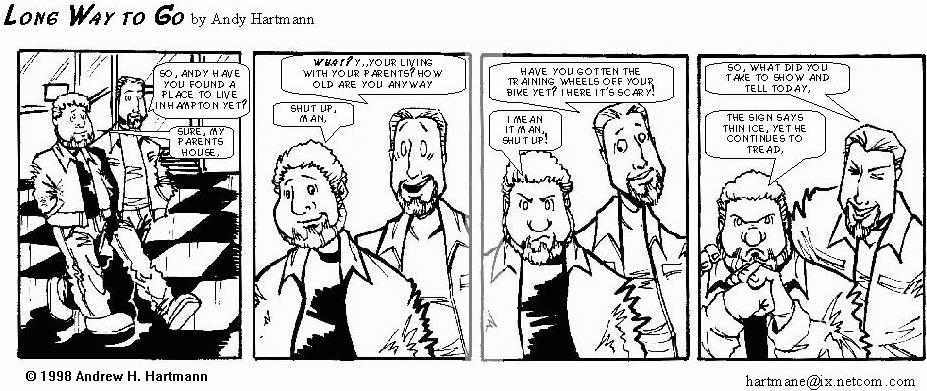 LONG WAY TO GO by Andy Hartmann
SO, ANDY HAVE
YOU FOUND A
PLACE TO LIVE
INHAMPTON YET?
SURE, MY
PARENTS
HOUSE,
WHAT?Y,,YOUR LIVING
WITH YOUR PARENTS? HOW
OLD ARE YOU ANYWAY
SHUT UP,
MAN,
HAVE YOU GOTTEN THE
TRAINING WHEELS OFF YOUR
BIKE YET? I HERE IT'S SCARY!
I MEAN
IT MAN,
SHUT UP!
SO, WHAT DID YOU
TAKE TO SHOW AND
TELL TODAY,
THE SIGN SAYS
THIN ICE, YET HE
CONTINUES TO
TREAD,
© 1998 Andrew H. Hartmann
hartmane@ix.netcom.com